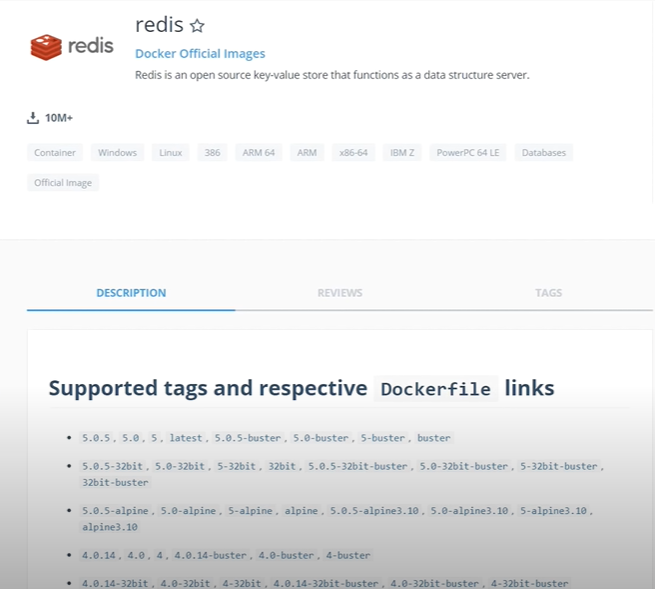 redis
redis
Docker Official Images
Redis is an open source key-value store that functions as a data structure server.
10M+
Container Windows Linux 386 ARM 64 ARM x86-64 IBM Z PowerPC 64 LE Databases
Official Image
DESCRIPTION REVIEWS TAGS
Supported tags and respective Dockerfile links
5.0.5, 5.0, 5, latest, 5.0.5-buster, 5.0-buster, 5-buster, buster
5.0.5-32bit, 5.0-32bit, 5-32bit, 32bit, 5.0.5-32bit-buster, 5.0-32bit-buster, 5-32bit-buster,
32bit-buster
5.0.5-alpine, 5.0-alpine, 5-alpine, alpine, 5.0.5-alpine3.10, 5.0-alpine3.10, 5-alpine3.10,
alpine3.10
4.0.14, 4.0, 4, 4.0.14-buster, 4.0-buster, 4-buster
4.0.14-32bit, 4.0-32bit, 4-32bit, 4.0.14-32bit-buster, 4.0-32bit-buster, 4-32bit-buster